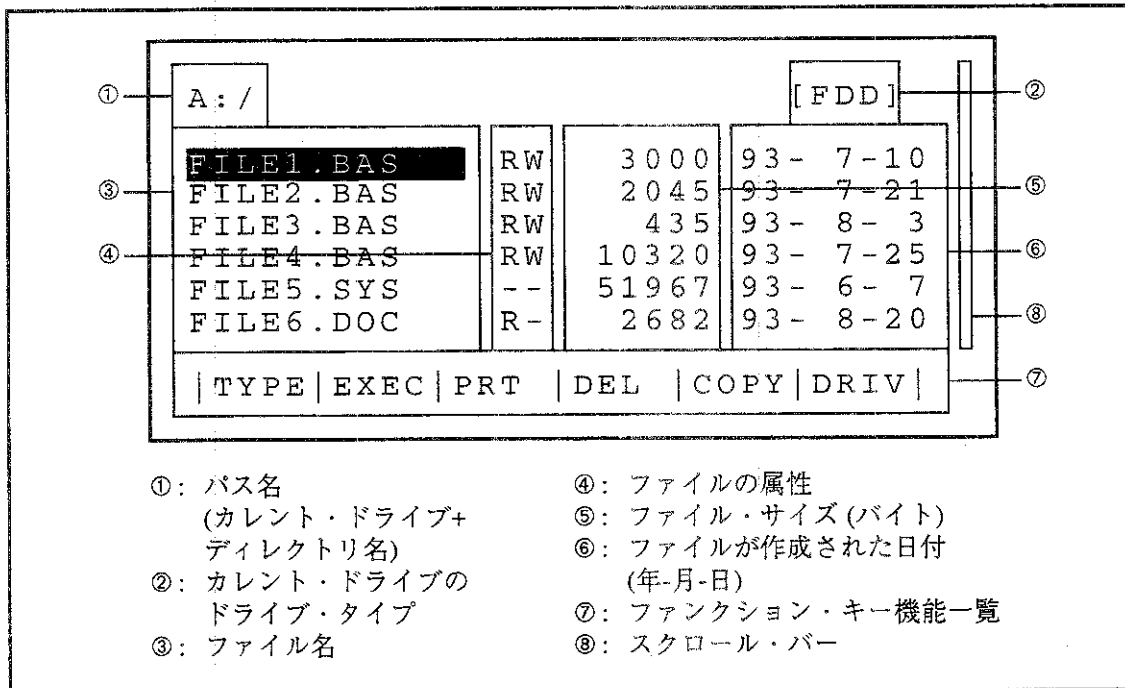 ① A:/ [FDD] ②
FILE1.BAS RW 3000 93- 7-10
③ FILE2.BAS RW 2045 93- 7-21 ⑤
FILE3.BAS RW 435 93- 8- 3
④ FILE4.BAS RW 10320 93- 7-25 ⑥
FILE5.SYS -- 51967 93- 6- 7
FILE6.DOC R- 2682 93- 8-20 ⑧
|TYPE|EXEC|PRT |DEL |COPY|DRIV| ⑦
①: パス名
(カレント・ドライブ+
ディレクトリ名)
②: カレント・ドライブの
ドライブ・タイプ
③: ファイル名
④: ファイルの属性
⑤: ファイル・サイズ (バイト)
⑥: ファイルが作成された日付
(年-月-日)
⑦: ファンクション・キー機能一覧
⑧: スクロール・バー